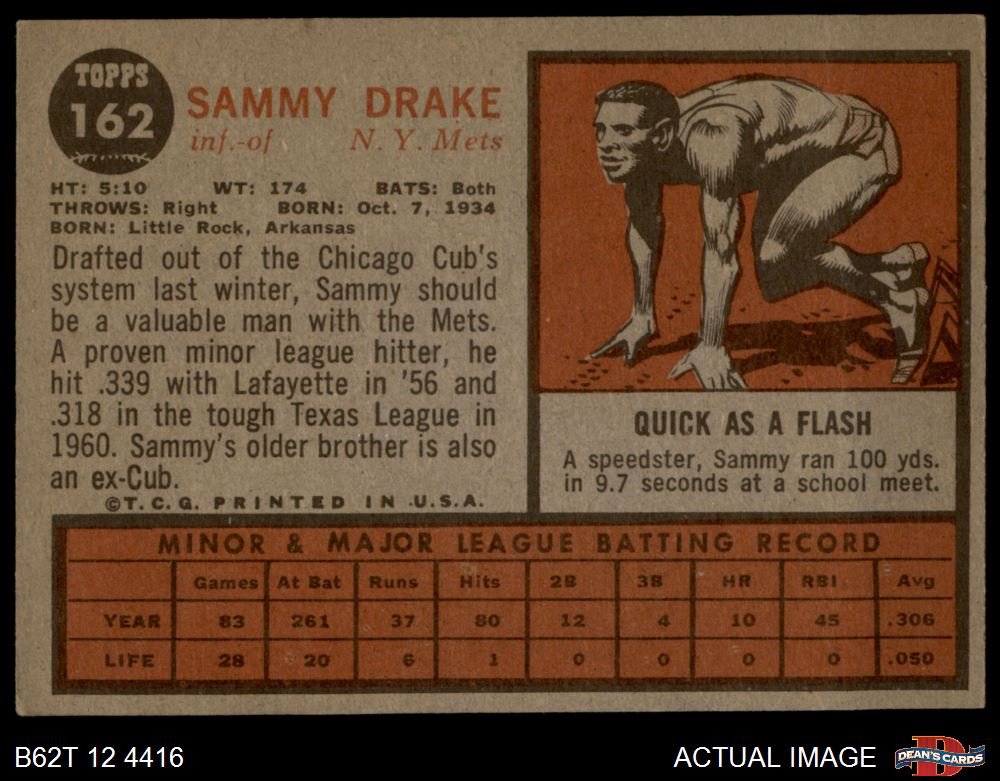 TOPPS
162
SAMMY DRAKE
inf.-of N. Y. Mets
HT: 5:10 WT: 174 BATS: Both
THROWS: Right BORN: Oct. 7, 1934
BORN: Little Rock, Arkansas
Drafted out of the Chicago Cub's
system last winter, Sammy should
be a valuable man with the Mets.
A proven minor league hitter, he
hit .339 with Lafayette in '56 and
.318 in the tough Texas League in
1960. Sammy's older brother is also
an ex-Cub.
©T.C.G. PRINTED IN U.S.A.
QUICK AS A FLASH
A speedster, Sammy ran 100 yds.
in 9.7 seconds at a school meet.
MINOR & MAJOR LEAGUE BATTING RECORD
Games At Bat Runs Hits 2B 3B HR RBI Avg
YEAR 83 261 37 80 12 4 10 45 .306
LIFE 28 20 6 1 0 0 0 0 .050
B62T 12 4416
ACTUAL IMAGE
D
DEAN'S CARDS